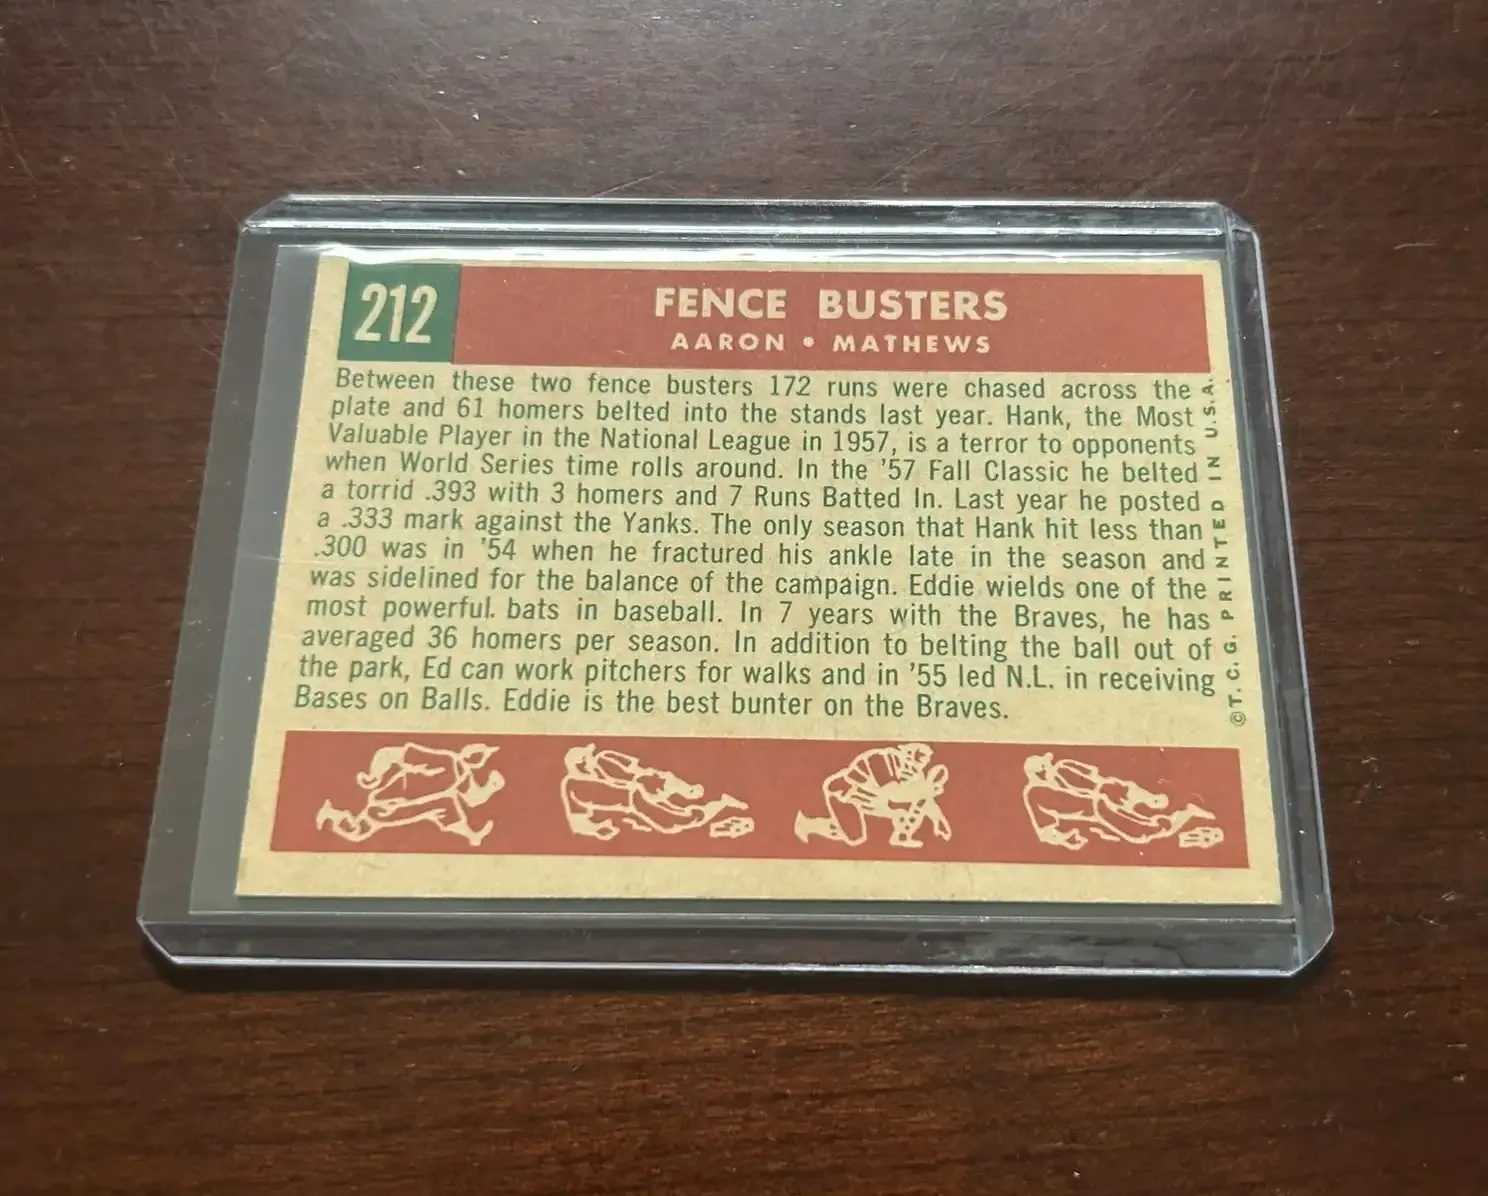 212
FENCE BUSTERS
AARON • MATHEWS
Between these two fence busters 172 runs were chased across the
plate and 61 homers belted into the stands last year. Hank, the Most
Valuable Player in the National League in 1957, is a terror to opponents
when World Series time rolls around. In the '57 Fall Classic he belted
a torrid .393 with 3 homers and 7 Runs Batted In. Last year he posted
a .333 mark against the Yanks. The only season that Hank hit less than
.300 was in '54 when he fractured his ankle late in the season and
was sidelined for the balance of the campaign. Eddie wields one of the
most powerful. bats in baseball. In 7 years with the Braves, he has
averaged 36 homers per season. In addition to belting the ball out of
the park, Ed can work pitchers for walks and in '55 led N.L. in receiving
Bases on Balls. Eddie is the best bunter on the Braves.
©T.C.G. PRINTED IN U.S.A.